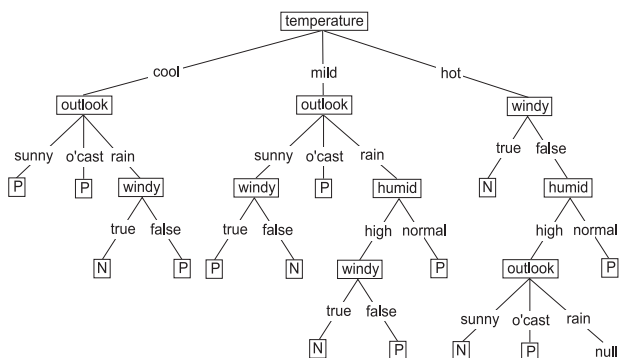 temperature
cool mild hot
outlook outlook windy
sunny o'cast rain sunny o'cast rain true false
P P windy windy P humid N humid
true false true false high normal high normal
N P P N windy P outlook P
true false sunny o'cast rain
N P N P null